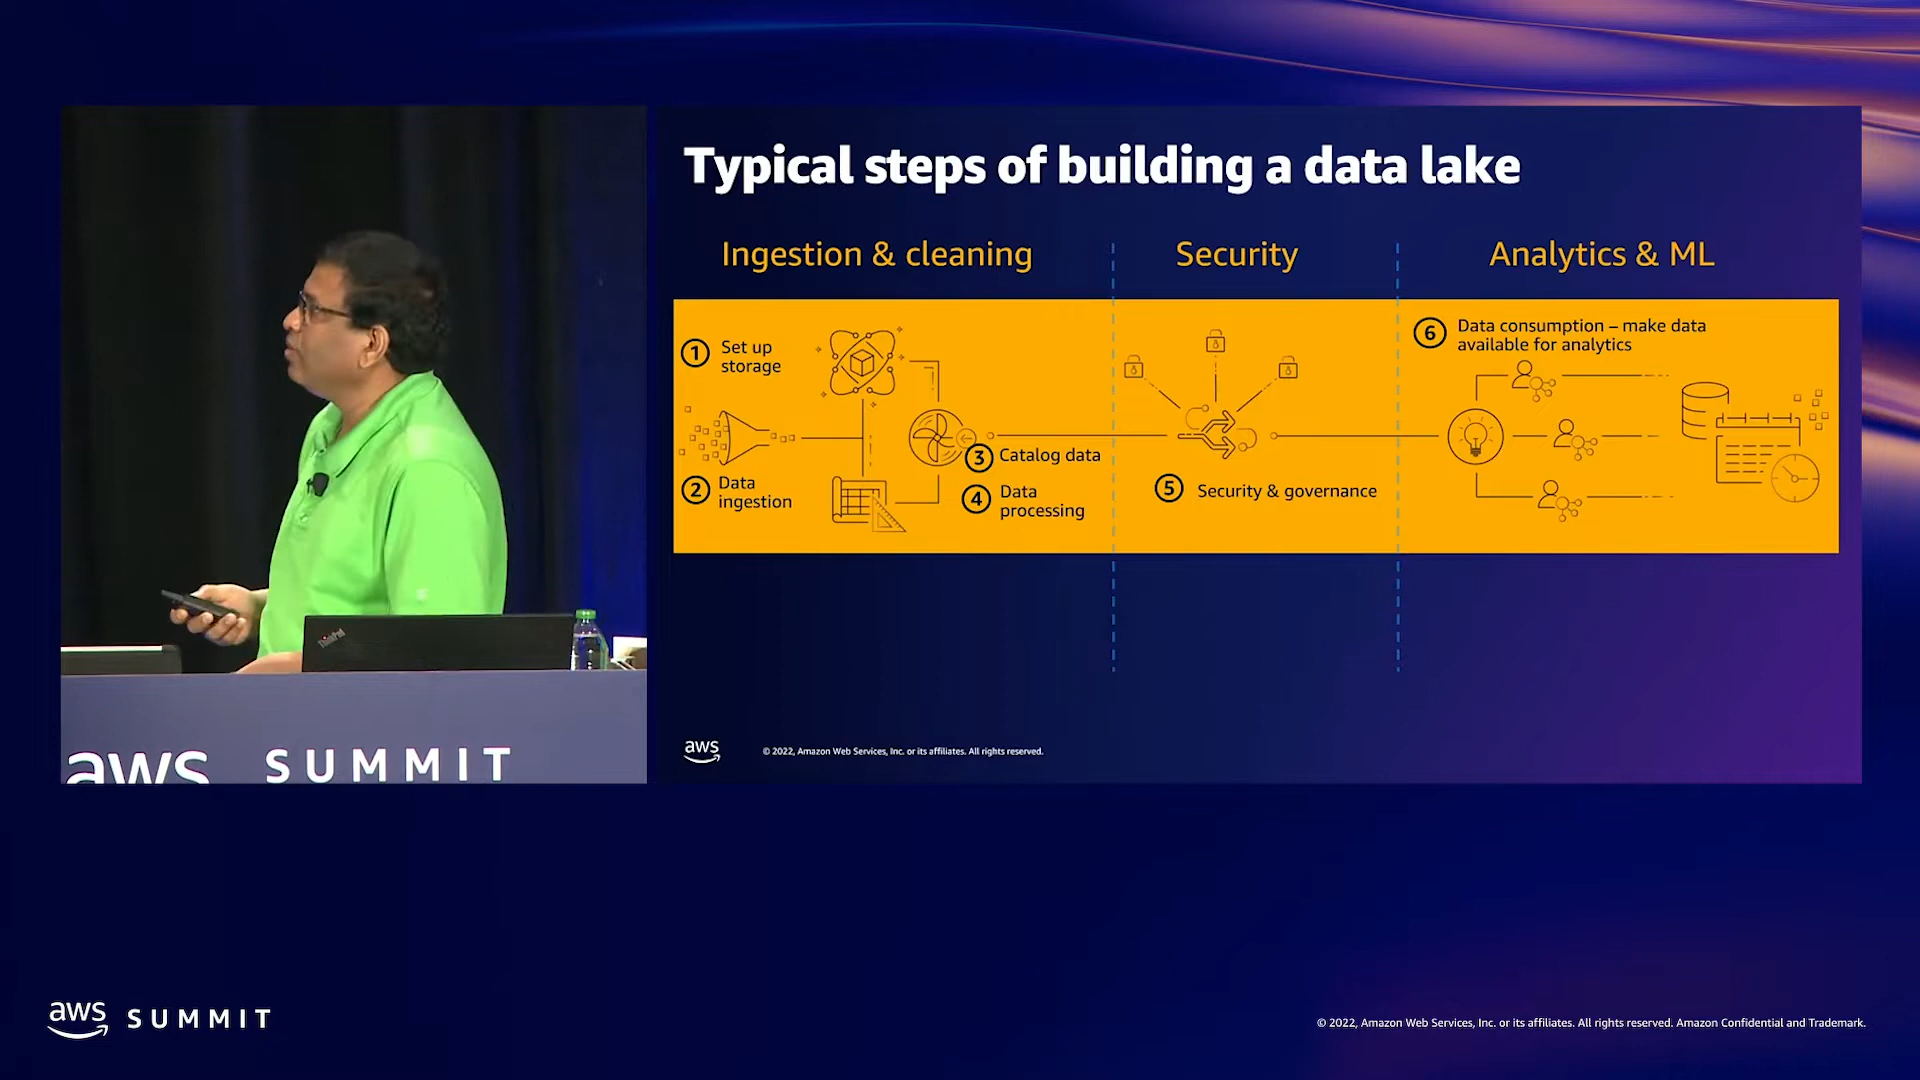 Typical steps of building a data lake
Ingestion & cleaning
Security
Analytics & ML
1 Set up
storage
2 Data
ingestion
3 Catalog data
4 Data
processing
5 Security & governance
6 Data consumption – make data
available for analytics
aws
© 2022, Amazon Web Services, Inc. or its affiliates. All rights reserved.
aws SUMMIT
aws SUMMIT
© 2022, Amazon Web Services, Inc. or its affiliates. All rights reserved. Amazon Confidential and Trademark.